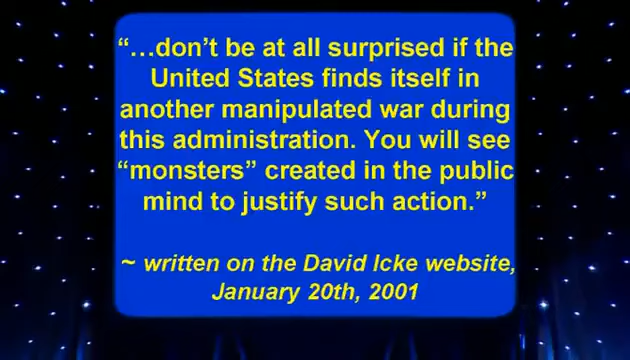 “…don’t be at all surprised if the
United States finds itself in
another manipulated war during
this administration. You will see
“monsters” created in the public
mind to justify such action.”
~ written on the David Icke website,
January 20th, 2001